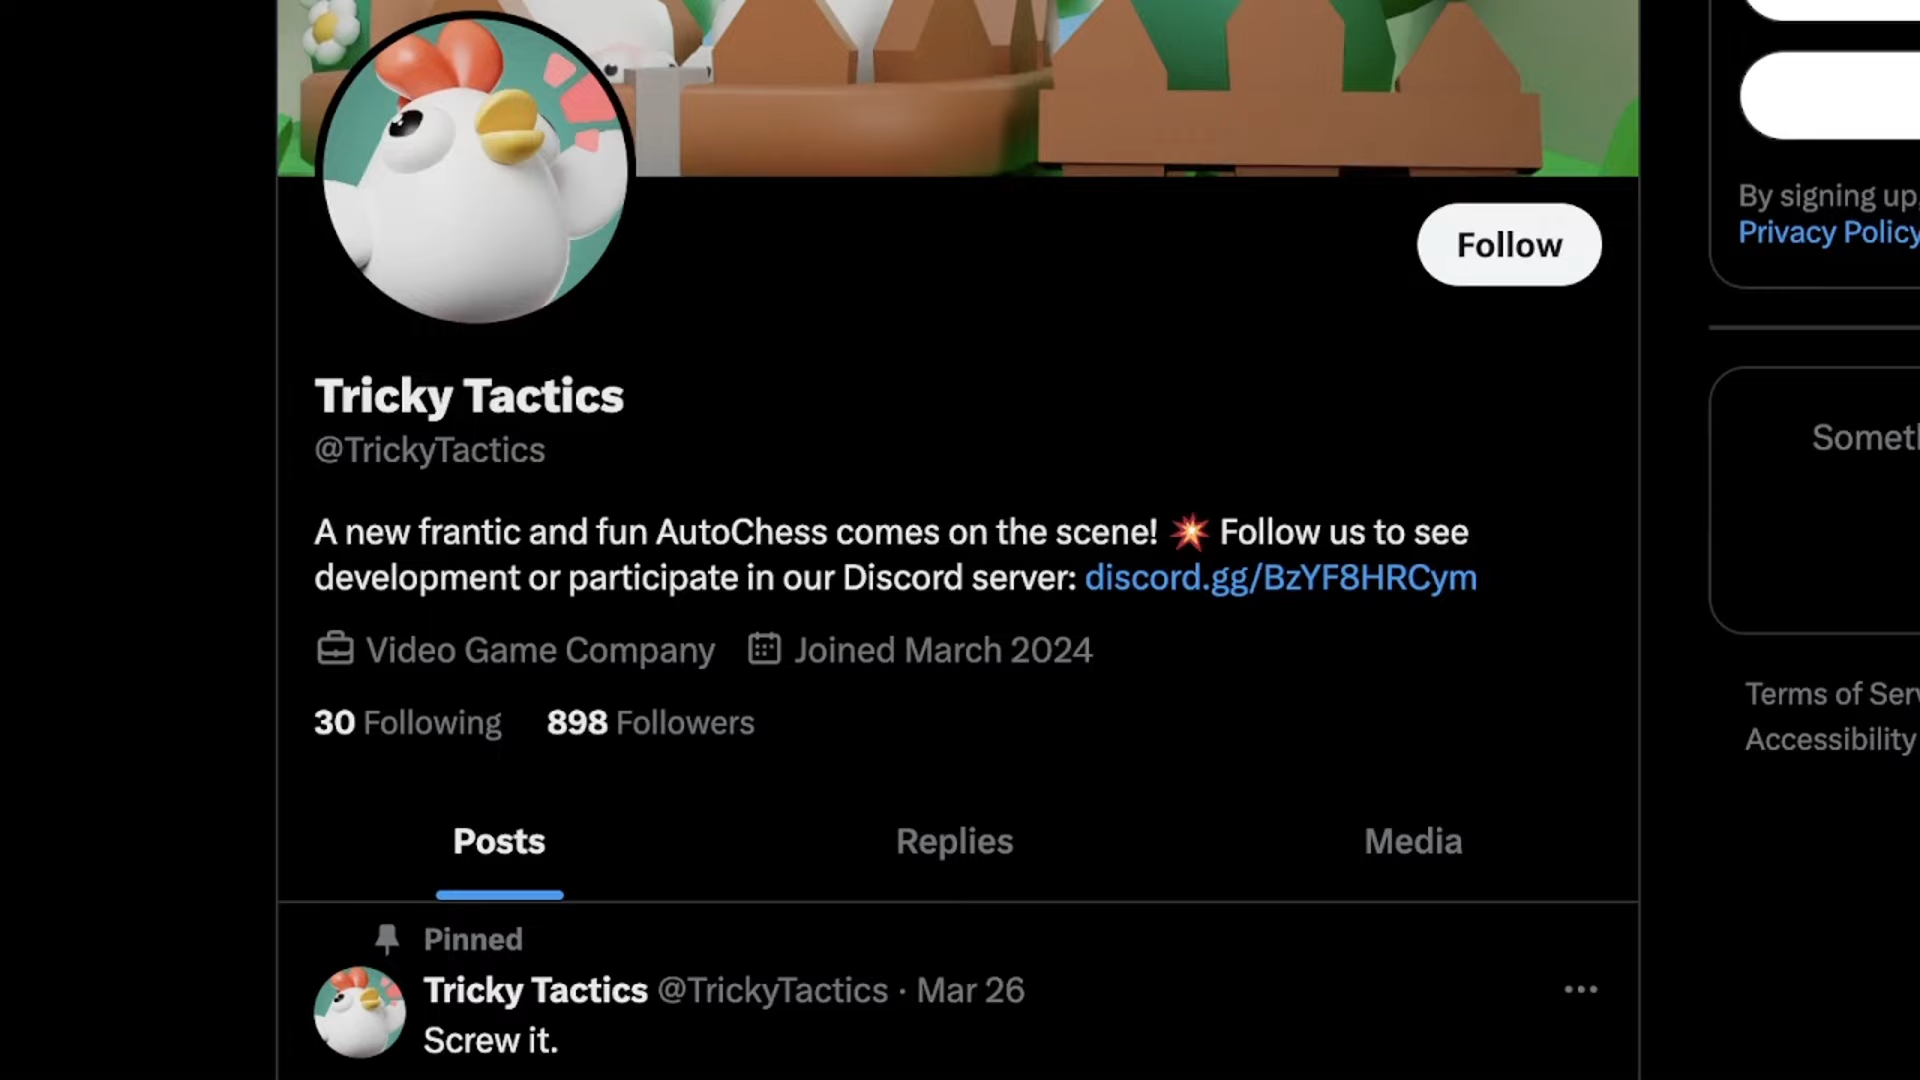 Follow
By signing up,
Privacy Policy
Tricky Tactics
@TrickyTactics
A new frantic and fun AutoChess comes on the scene! 💥 Follow us to see
development or participate in our Discord server: discord.gg/BzYF8HRCym
Video Game Company Joined March 2024
30 Following 898 Followers
Posts Replies Media
Pinned
Tricky Tactics @TrickyTactics · Mar 26
Screw it.
Someth
Terms of Serv
Accessibility